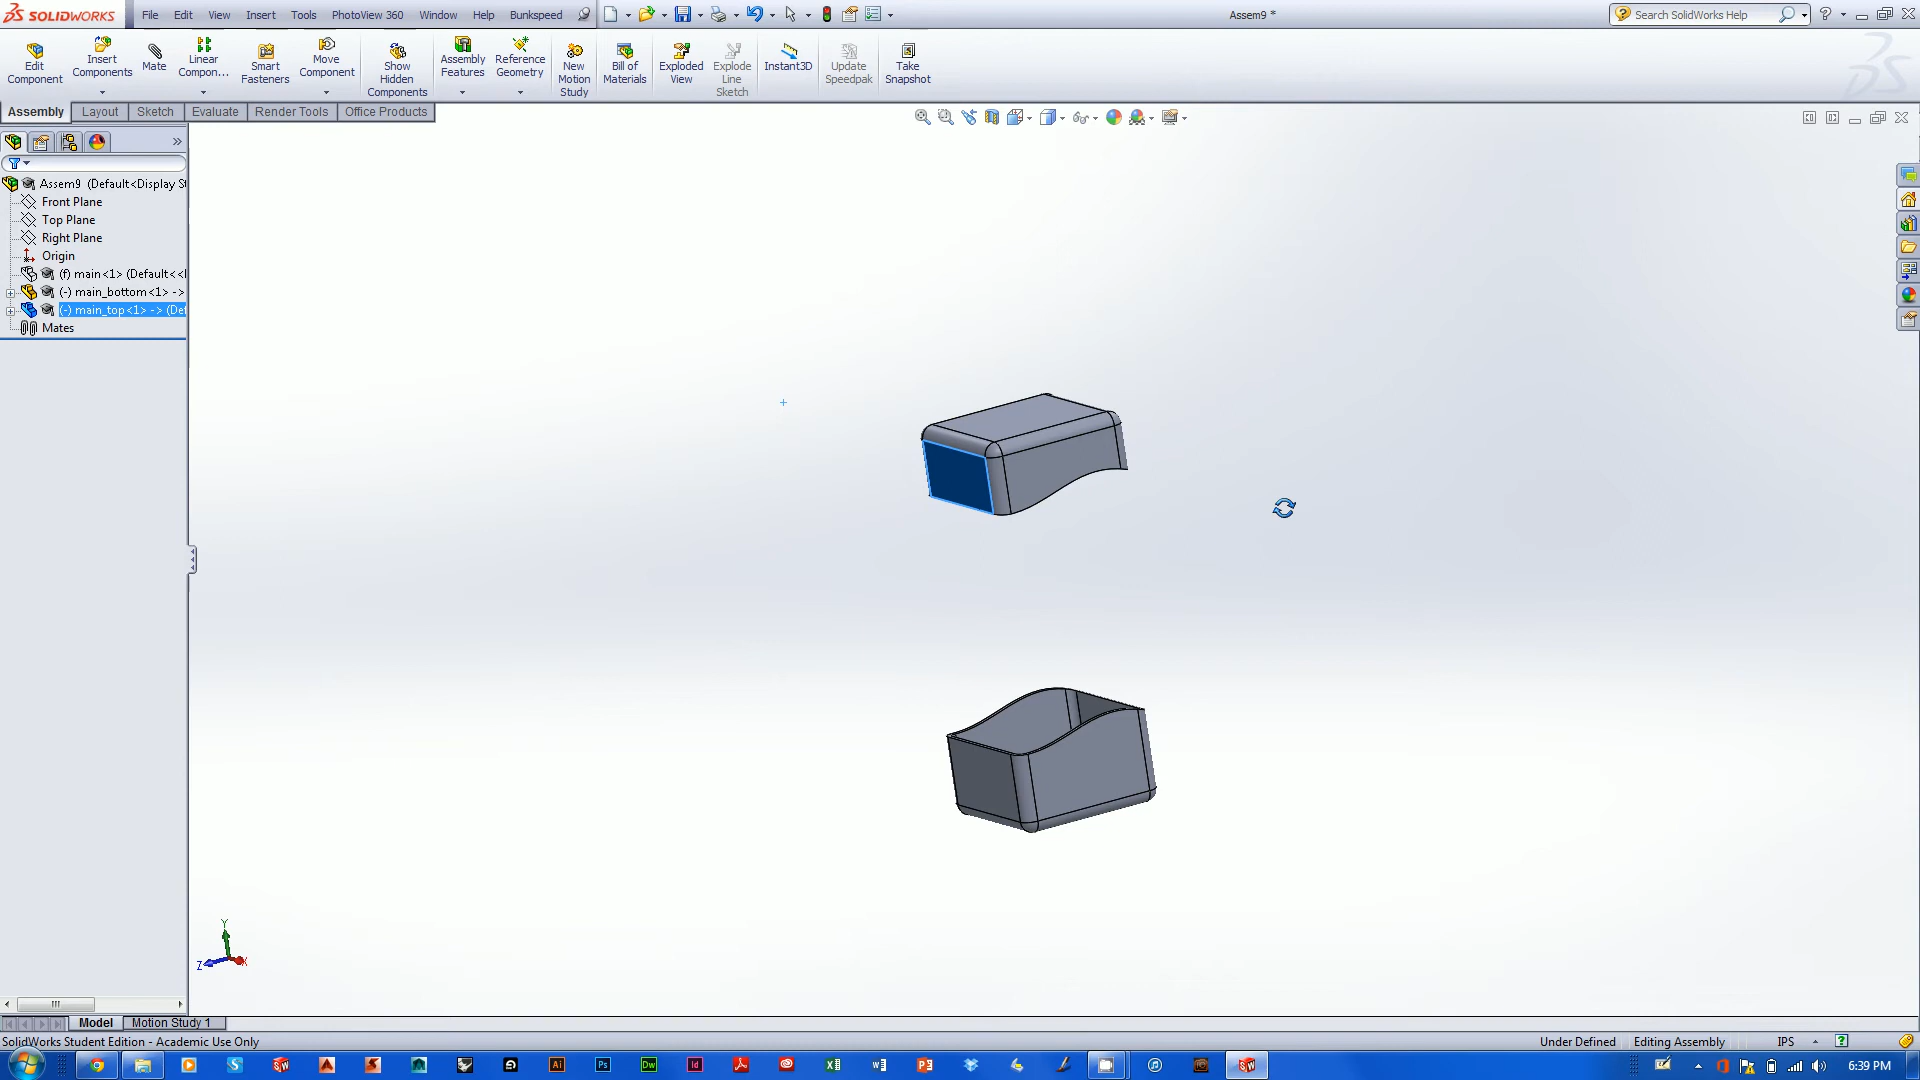 SOLIDWORKS File Edit View Insert Tools PhotoView 360 Window Help Bunkspeed Assem9 * Search SolidWorks Help
Edit Component
Insert Components
Mate
Linear Compon...
Smart Fasteners
Move Component
Show Hidden Components
Assembly Features
Reference Geometry
New Motion Study
Bill of Materials
Exploded View
Explode Line Sketch
Instant3D
Update Speedpak
Take Snapshot
Assembly Layout Sketch Evaluate Render Tools Office Products
Assem9 (Default<Display St
Front Plane
Top Plane
Right Plane
Origin
(f) main<1> (Default<<
(-) main_bottom<1> ->
(-) main_top<1> -> (Def
Mates
Y
Z
X
Model Motion Study 1
SolidWorks Student Edition - Academic Use Only Under Defined Editing Assembly IPS
6:39 PM